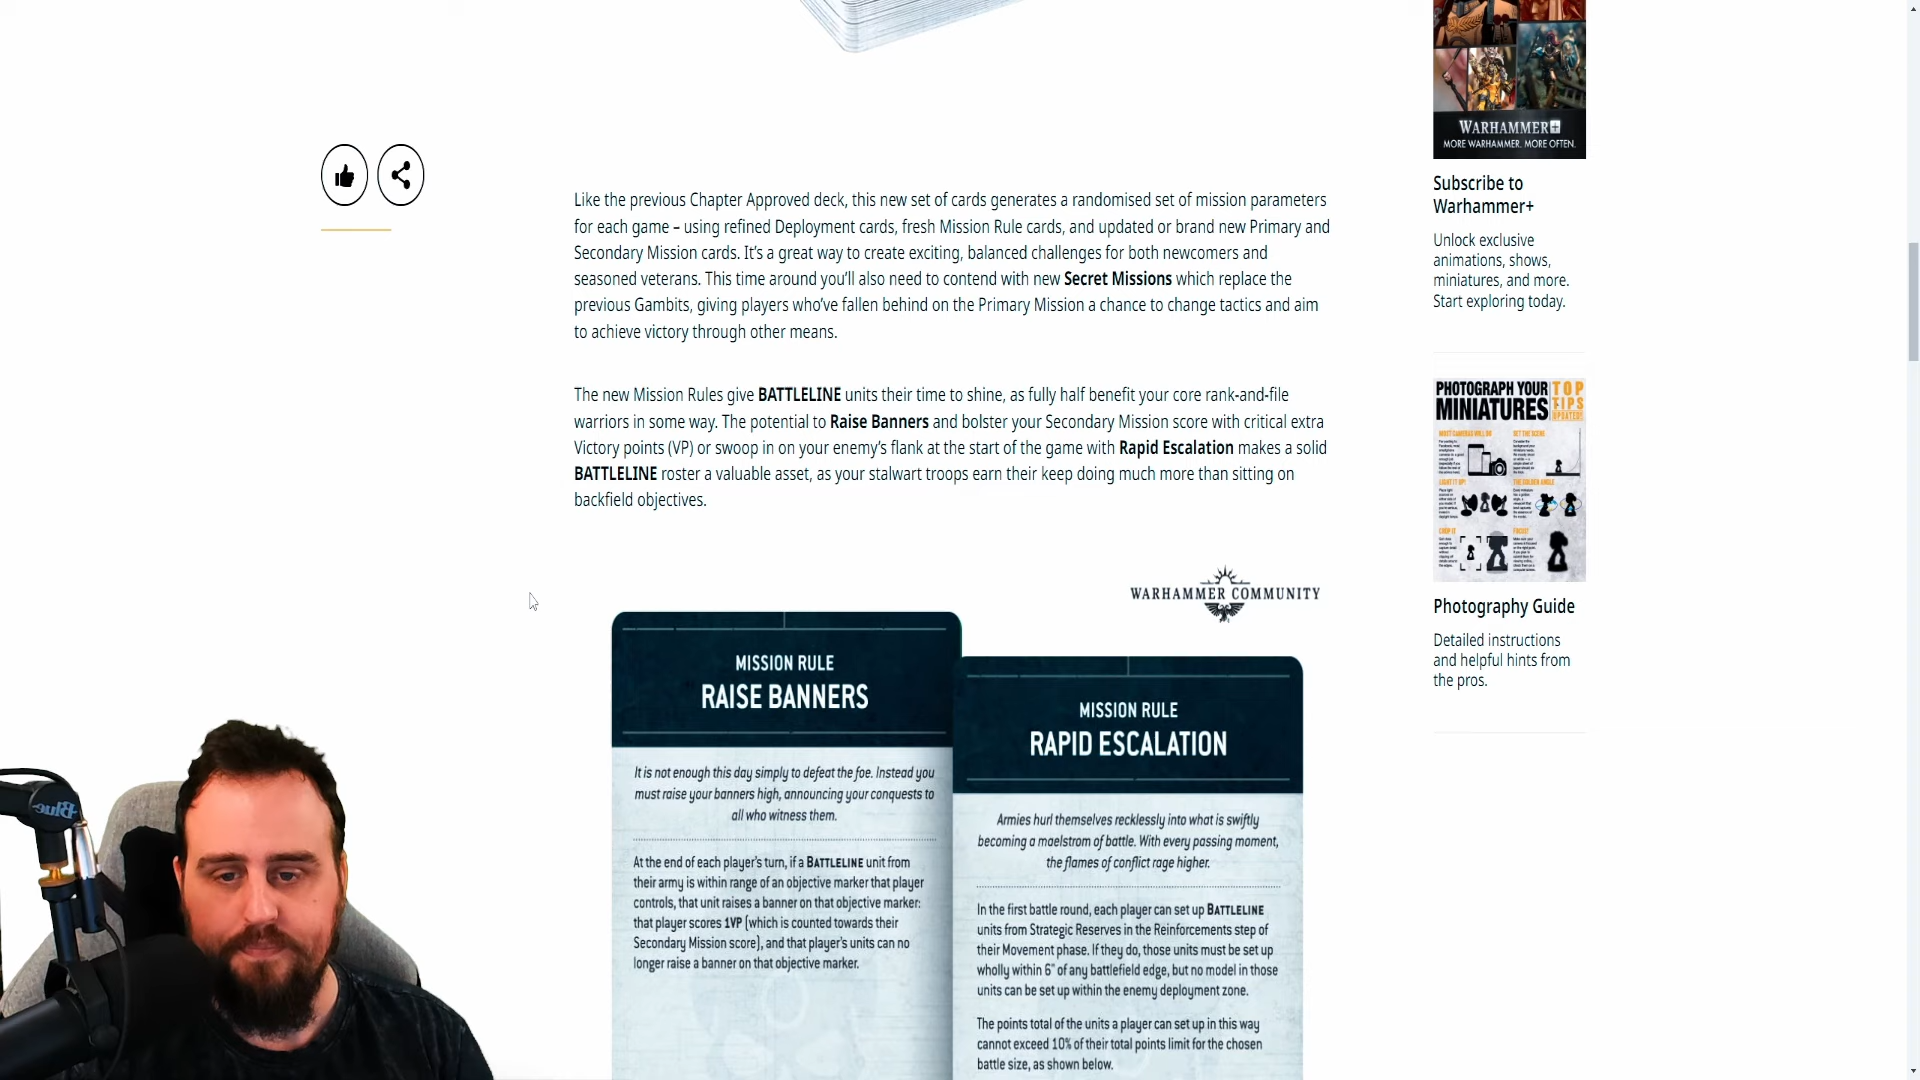 WARHAMMER+
MORE WARHAMMER. MORE OFTEN.
Subscribe to
Warhammer+
Unlock exclusive
animations, shows,
miniatures, and more.
Start exploring today.
Like the previous Chapter Approved deck, this new set of cards generates a randomised set of mission parameters
for each game – using refined Deployment cards, fresh Mission Rule cards, and updated or brand new Primary and
Secondary Mission cards. It's a great way to create exciting, balanced challenges for both newcomers and
seasoned veterans. This time around you'll also need to contend with new Secret Missions which replace the
previous Gambits, giving players who've fallen behind on the Primary Mission a chance to change tactics and aim
to achieve victory through other means.
The new Mission Rules give BATTLELINE units their time to shine, as fully half benefit your core rank-and-file
warriors in some way. The potential to Raise Banners and bolster your Secondary Mission score with critical extra
Victory points (VP) or swoop in on your enemy's flank at the start of the game with Rapid Escalation makes a solid
BATTLELINE roster a valuable asset, as your stalwart troops earn their keep doing much more than sitting on
backfield objectives.
PHOTOGRAPH YOUR
MINIATURES
TOP
TIPS
Photography Guide
Detailed instructions
and helpful hints from
the pros.
WARHAMMER COMMUNITY
MISSION RULE
RAISE BANNERS
It is not enough this day simply to defeat the foe. Instead you
must raise your banners high, announcing your conquests to
all who witness them.
At the end of each player's turn, if a BATTLELINE unit from
their army is within range of an objective marker that player
controls, that unit raises a banner on that objective marker:
that player scores 1VP (which is counted towards their
Secondary Mission score), and that player's units can no
longer raise a banner on that objective marker.
MISSION RULE
RAPID ESCALATION
Armies hurl themselves recklessly into what is swiftly
becoming a maelstrom of battle. With every passing moment,
the flames of conflict rage higher.
In the first battle round, each player can set up BATTLELINE
units from Strategic Reserves in the Reinforcements step of
their Movement phase. If they do, those units must be set up
wholly within 6" of any battlefield edge, but no model in those
units can be set up within the enemy deployment zone.
The points total of the units a player can set up in this way
cannot exceed 10% of their total points limit for the chosen
battle size, as shown below.
Blue